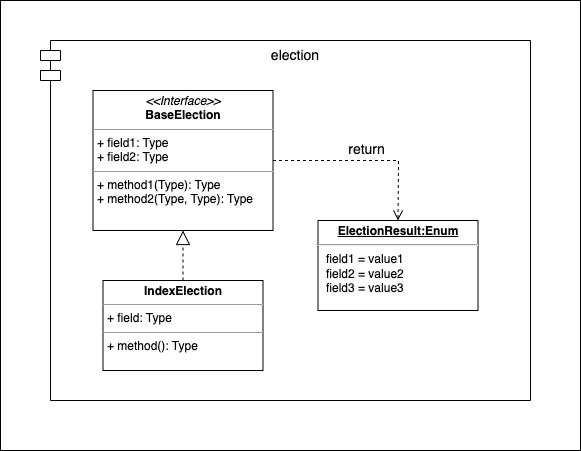 election
<<Interface>>
BaseElection
+ field1: Type
+ field2: Type
+ method1(Type): Type
+ method2(Type, Type): Type
return
ElectionResult:Enum
field1 = value1
field2 = value2
field3 = value3
IndexElection
+ field: Type
+ method(): Type